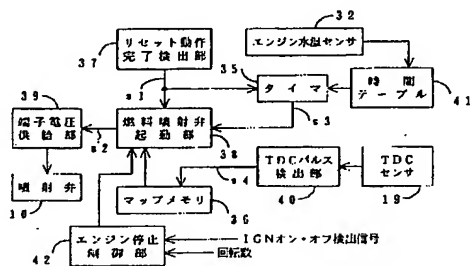 32
リセット動作
完了検出部
エンジン水温センサ
37
35
s1
タイマ
時間
テーブル
41
39
端子電圧
供給部
s2
燃料噴射弁
起動部
s3
38
TDCパルス
検出部
TDC
センサ
s4
噴射弁
10
マップメモリ
36
40
19
エンジン停止
制御部
IGNオン・オフ検出信号
回転数
42